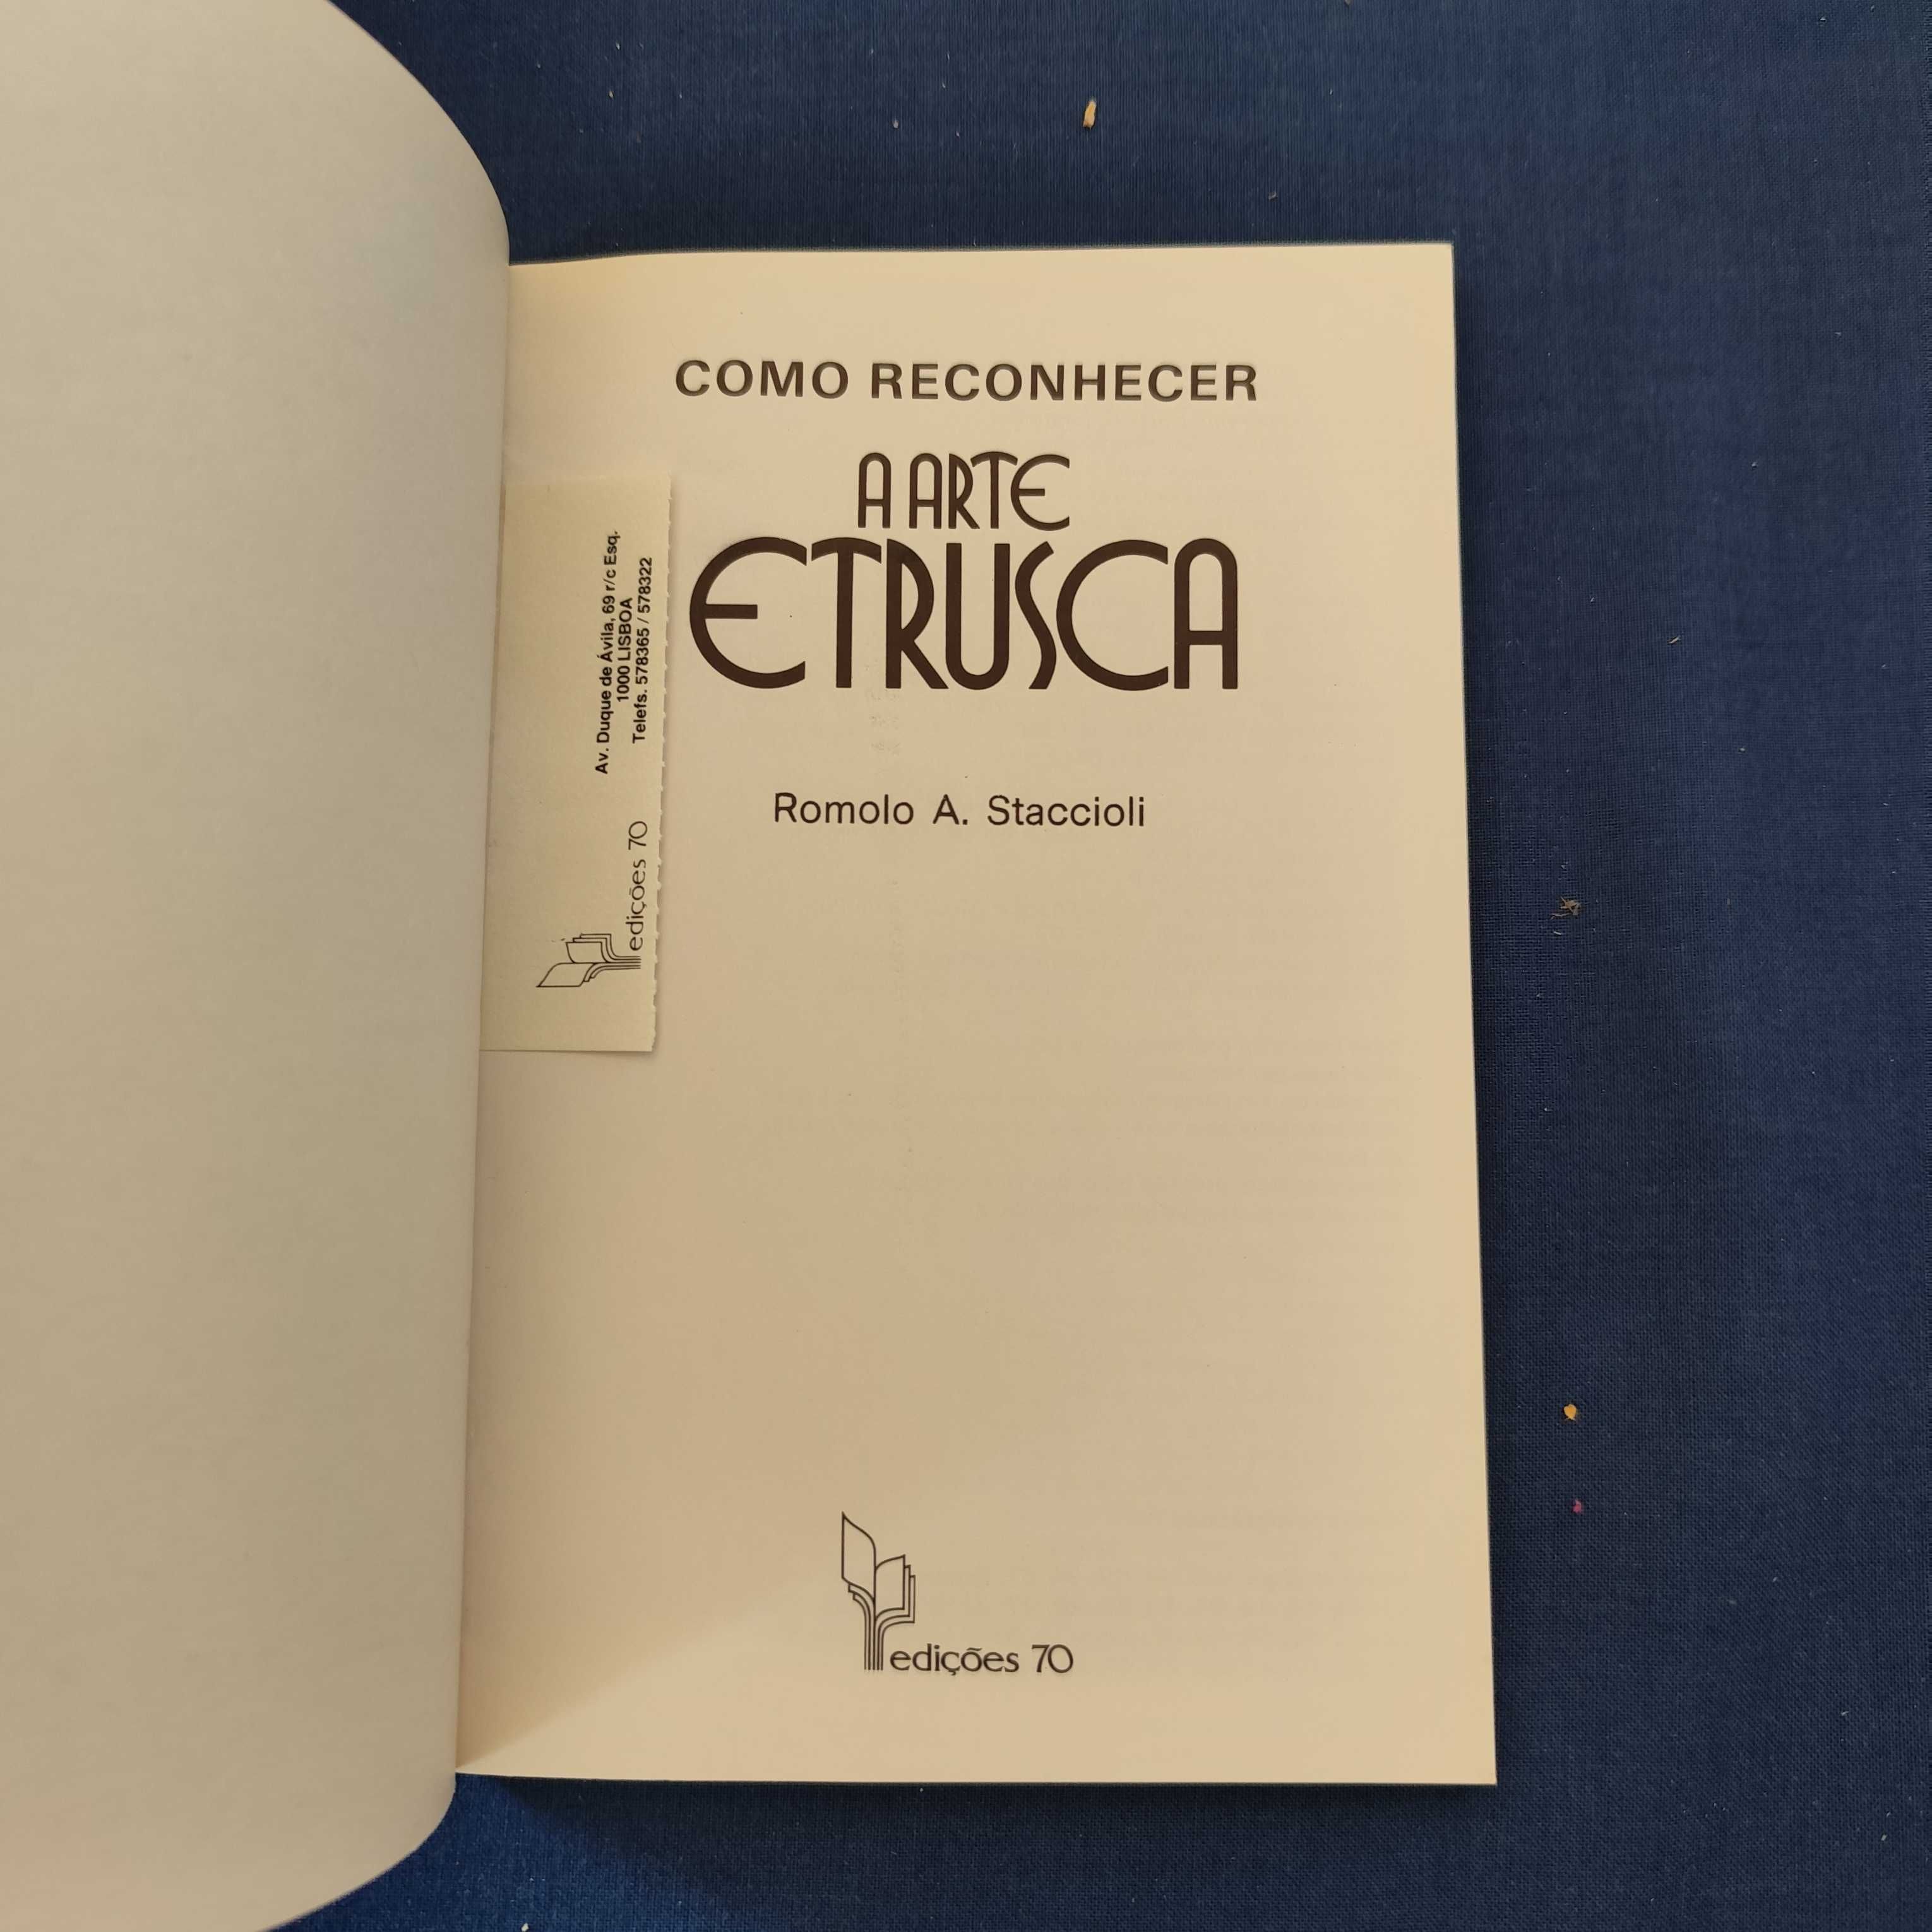 COMO RECONHECER
A ARTE
ETRUSCA
Romolo A. Staccioli
edições 70
Av. Duque de Ávila, 69 r/c Esq.
1000 LISBOA
Telefs. 578365 / 578322
edições 70